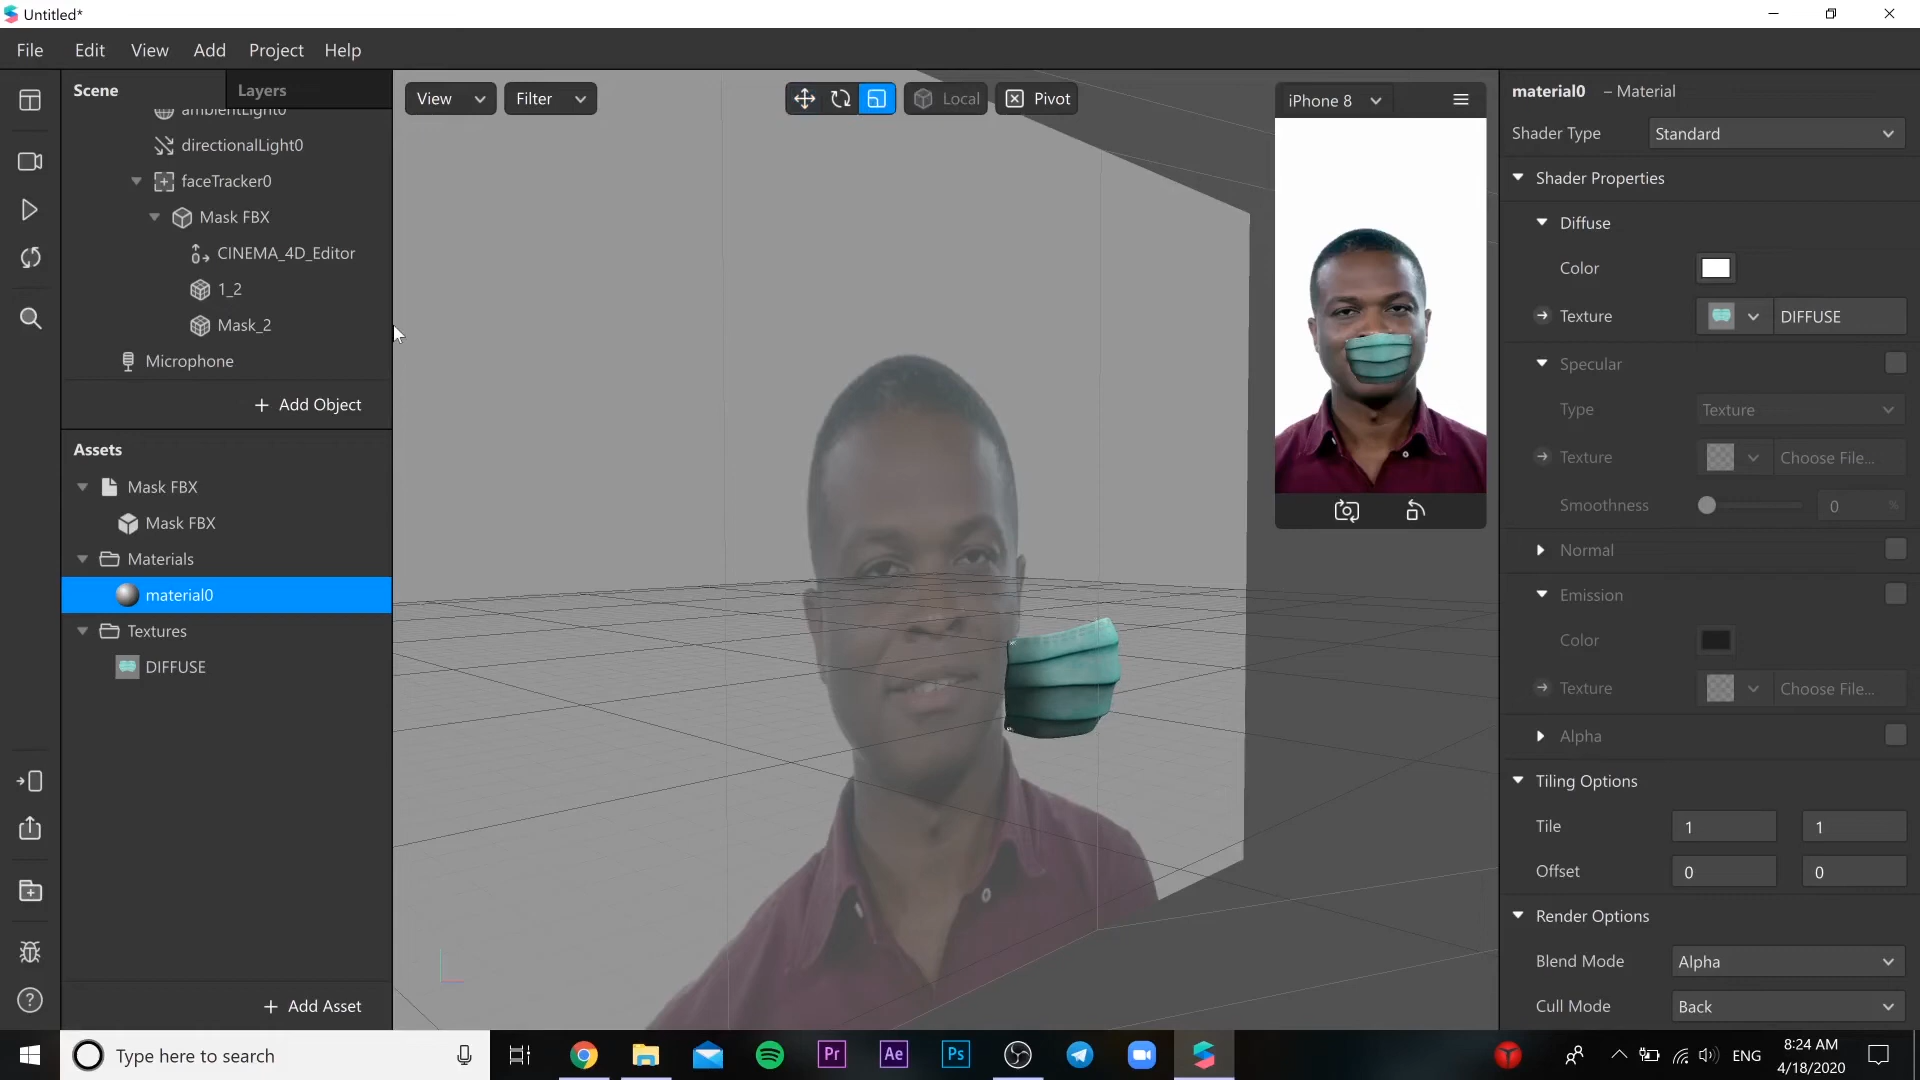 Untitled*
File Edit View Add Project Help
Scene Layers
ambientLight0
directionalLight0
faceTracker0
Mask FBX
CINEMA_4D_Editor
1_2
Mask_2
Microphone
+ Add Object
Assets
Mask FBX
Mask FBX
Materials
material0
Textures
DIFFUSE
+ Add Asset
View Filter Local Pivot
iPhone 8
material0 – Material
Shader Type Standard
Shader Properties
Diffuse
Color
Texture DIFFUSE
Specular
Type Texture
Texture Choose File...
Smoothness 0 %
Normal
Emission
Color
Texture Choose File...
Alpha
Tiling Options
Tile 1 1
Offset 0 0
Render Options
Blend Mode Alpha
Cull Mode Back
Type here to search
Pr Ae Ps
ENG
8:24 AM
4/18/2020